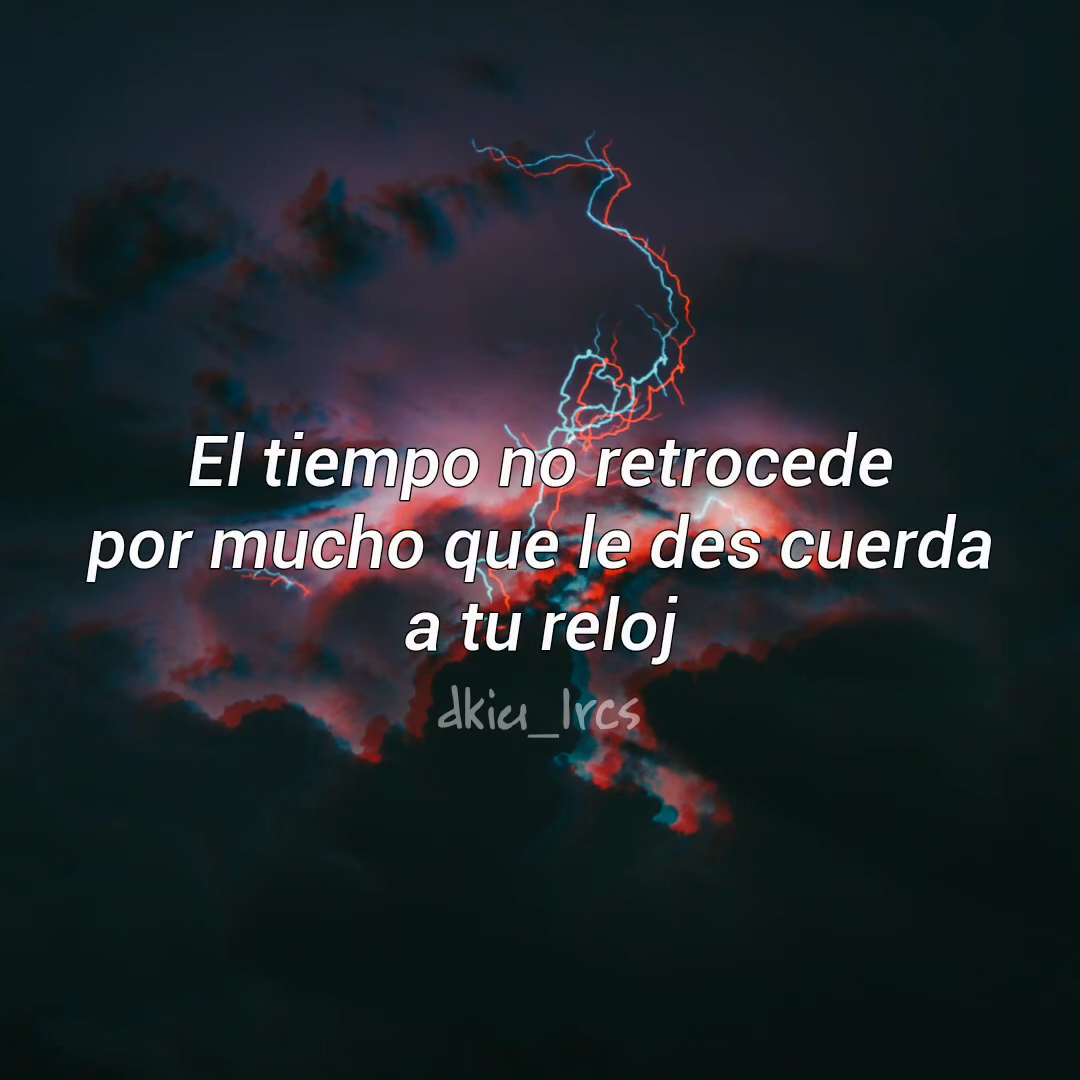 El tiempo no retrocede
por mucho que le des cuerda
a tu reloj
dkiu_lrcs